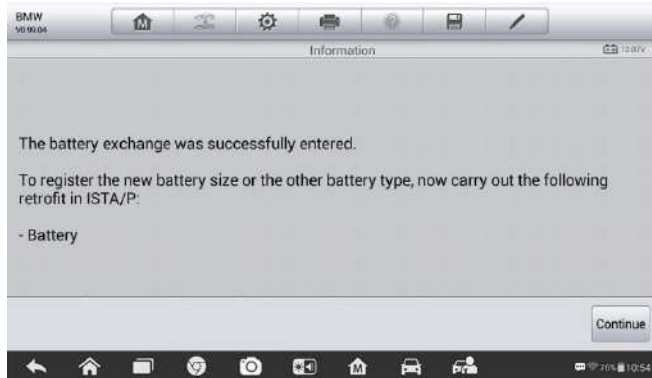 BMW
V0.99.04
Information
12.07V
The battery exchange was successfully entered.
To register the new battery size or the other battery type, now carry out the following
retrofit in ISTA/P:
- Battery
Continue
76% 10:54